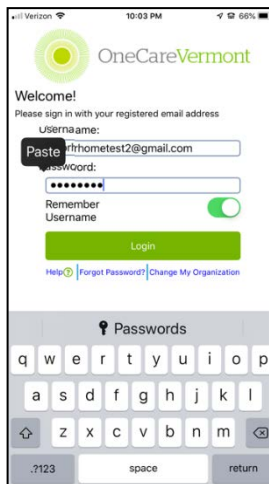 Verizon 10:03 PM 66%
OneCareVermont
Welcome!
Please sign in with your registered email address
Username:
Paste rhometest2@gmail.com
Password:
Remember
Username
Login
Help? Forgot Password? Change My Organization
Passwords
q w e r t y u i o p
a s d f g h j k l
z x c v b n m
.?123 space return